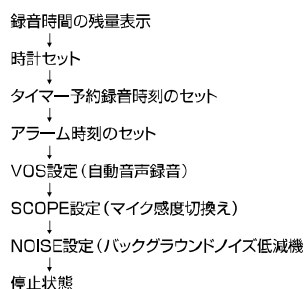 録音時間の残量表示
↓
時計セット
↓
タイマー予約録音時刻のセット
↓
アラーム時刻のセット
↓
VOS設定(自動音声録音)
↓
SCOPE設定(マイク感度切換え)
↓
NOISE設定(バックグラウンドノイズ低減機
↓
停止状態